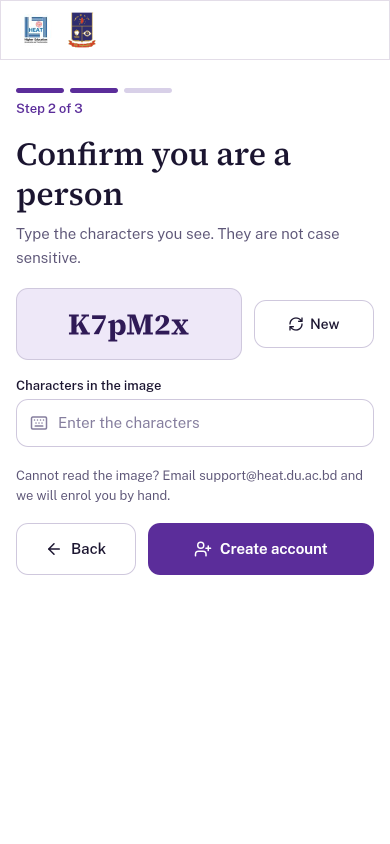 HEAT
Step 2 of 3
Confirm you are a
person
Type the characters you see. They are not case
sensitive.
K7pM2x
New
Characters in the image
Enter the characters
Cannot read the image? Email support@heat.du.ac.bd and
we will enrol you by hand.
Back
Create account